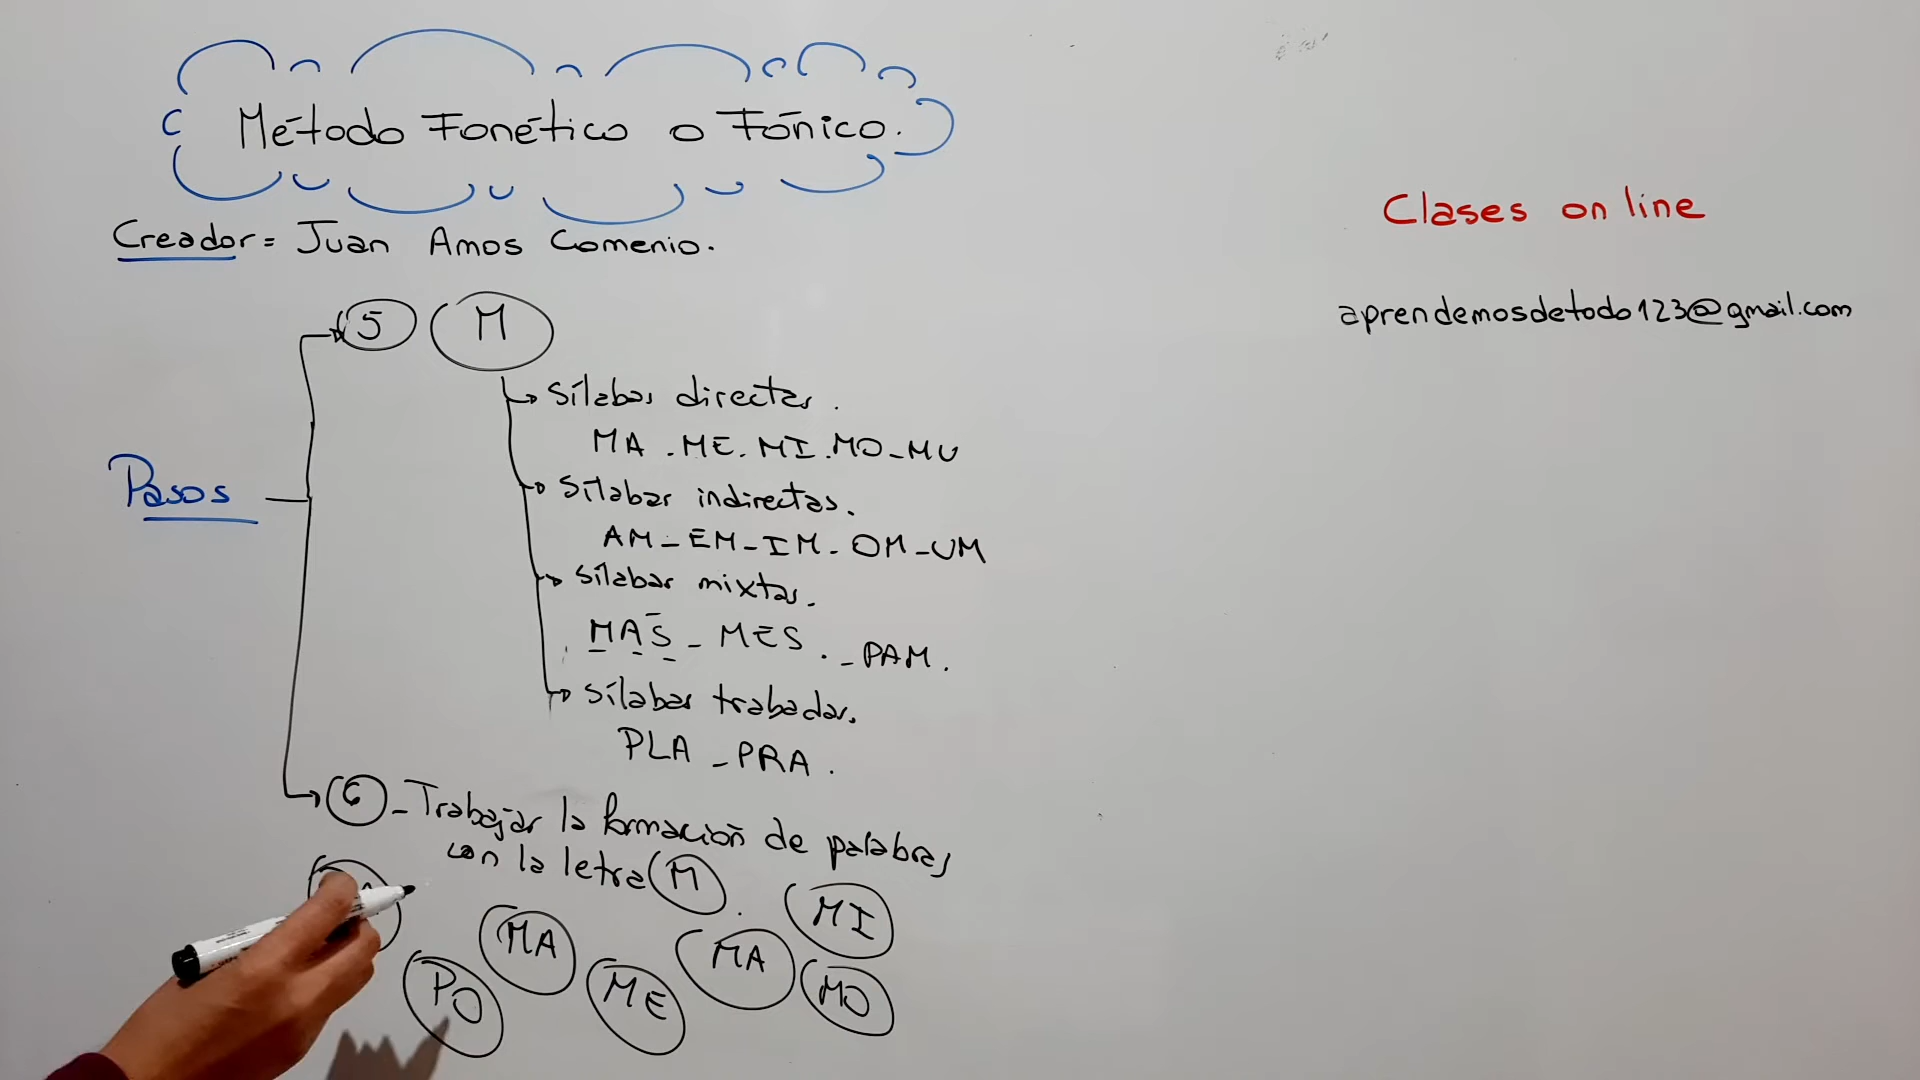 Método Fonético o Fónico.
Creador = Juan Amos Comenio.
Clases on line
aprendemosdetodo123@gmail.com
Pasos
5 M
Sílabas directas.
MA . ME . MI . MO - MU
Sílabas indirectas.
AM - EM - IM - OM - UM
Sílabas mixtas.
MAS - MES . - PAM .
Sílabas trabadas.
PLA - PRA .
6 - Trabajar la formación de palabras
con la letra M .
MI
MA
MA
PO
ME
MO